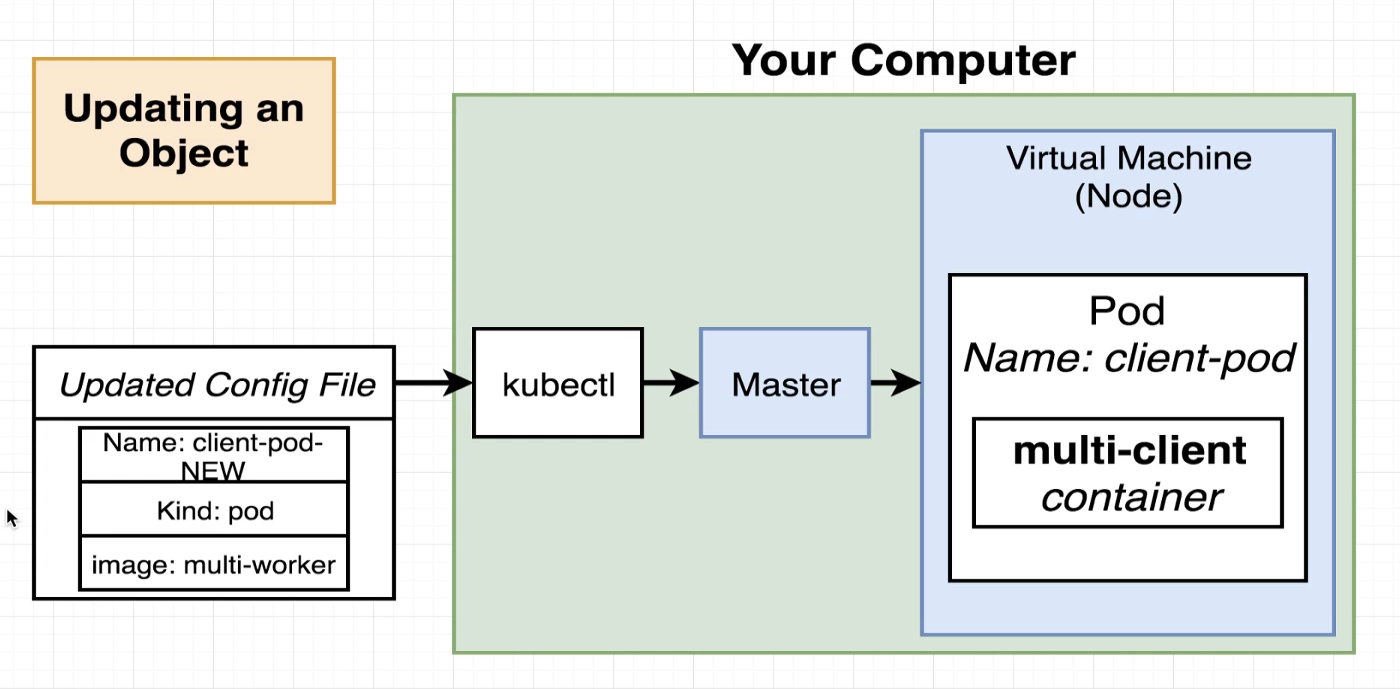 Your Computer
Updating an
Object
Virtual Machine
(Node)
Pod
Name: client-pod
Updated Config File
kubectl
Master
Name: client-pod-
NEW
multi-client
container
Kind: pod
image: multi-worker